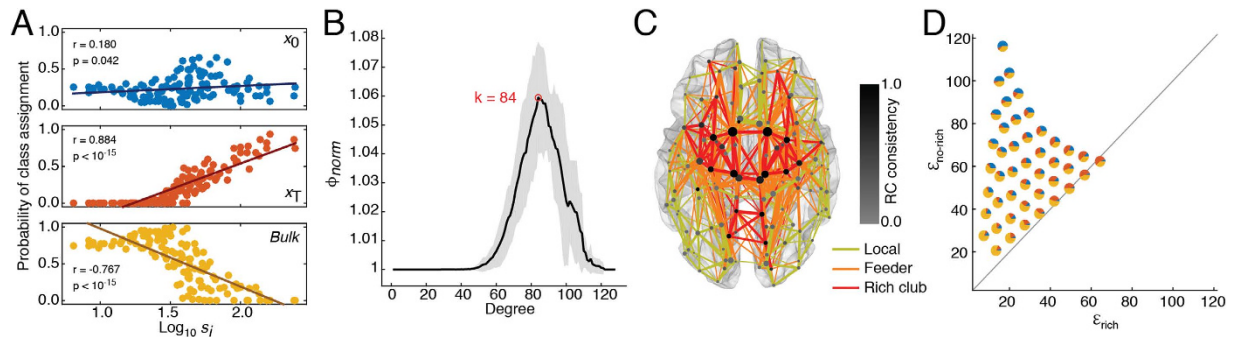 A
Probability of class assignment
1.0
0.5
0.0
r = 0.180
p = 0.042
x0
1.0
0.5
0.0
r = 0.884
p < 10-15
xT
1.0
0.5
0.0
r = -0.767
p < 10-15
Bulk
1.0 1.5 2.0
Log10 si
B
ϕnorm
1.08
1.07
1.06
1.05
1.04
1.03
1.02
1.01
1
k = 84
0 20 40 60 80 100 120
Degree
C
1.0
0.0
RC consistency
Local
Feeder
Rich club
D
εno-rich
120
100
80
60
40
20
20 40 60 80 100 120
εrich